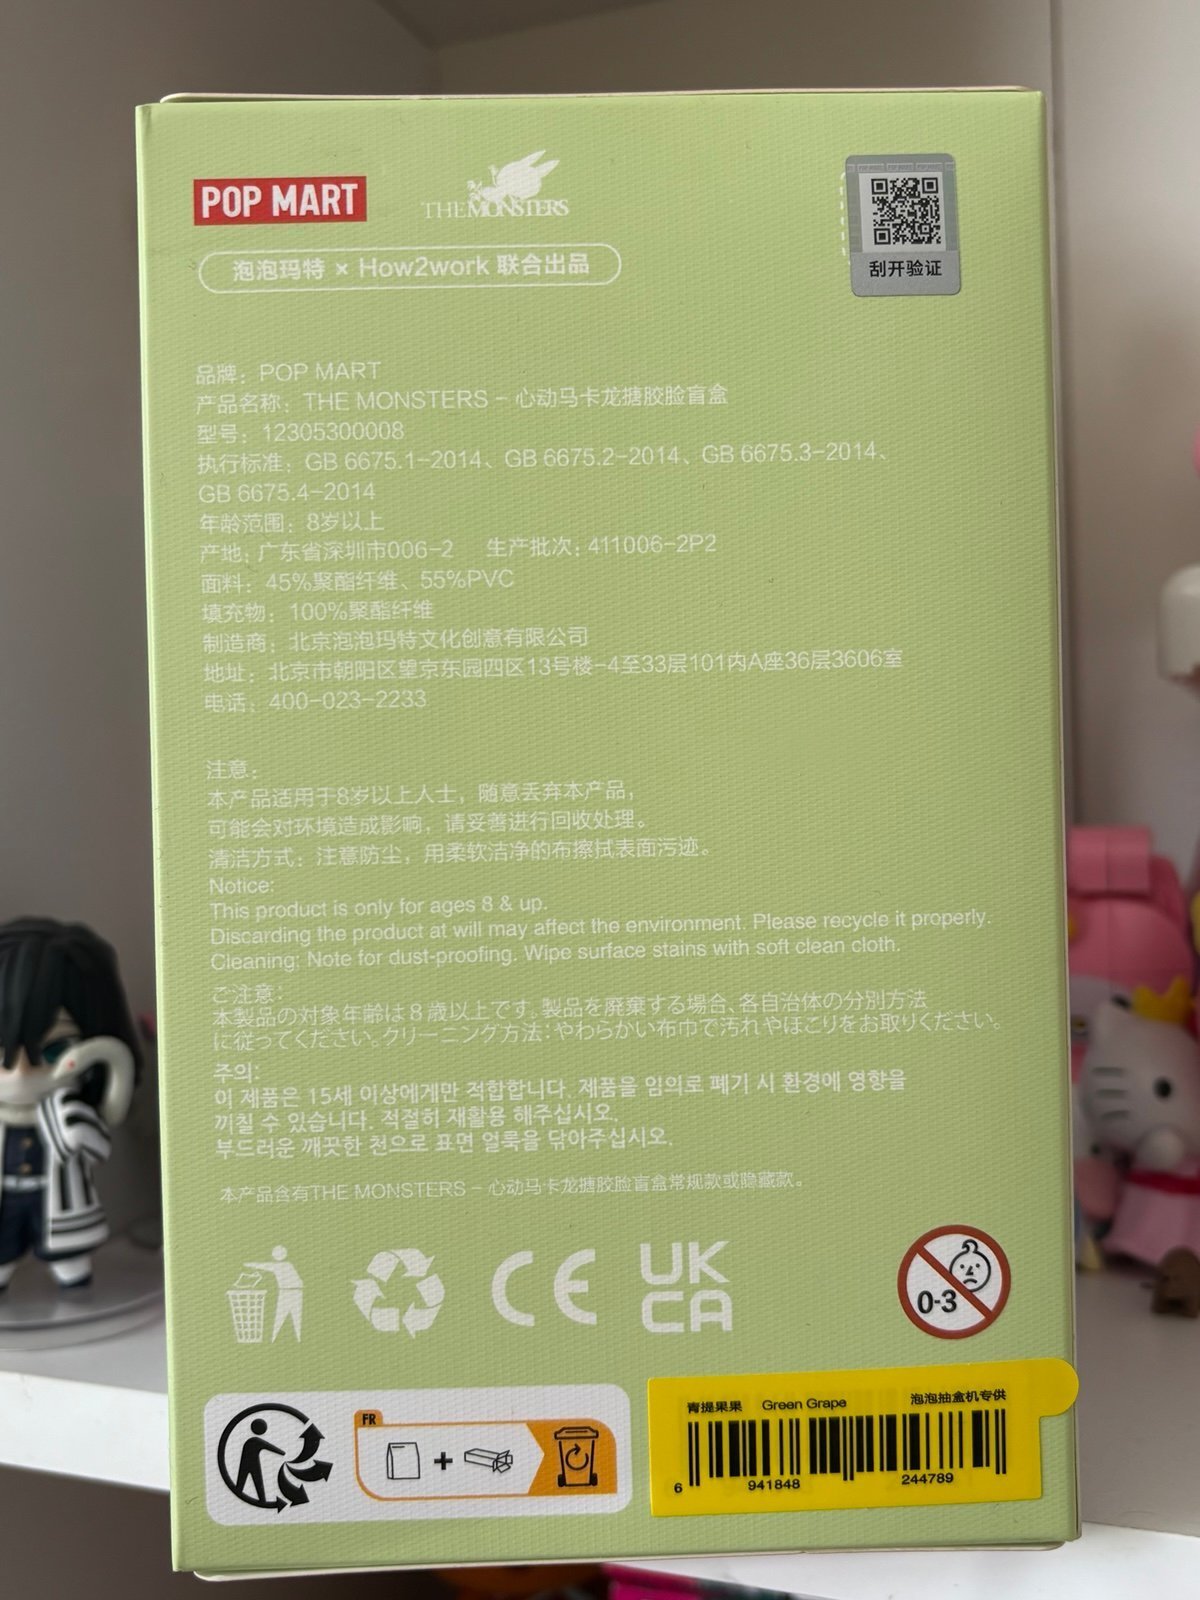 POP MART
THE MONSTERS
泡泡玛特 × How2work 联合出品
刮开验证
品牌：POP MART
产品名称：THE MONSTERS - 心动马卡龙搪胶脸盲盒
型号：12305300008
执行标准：GB 6675.1-2014、GB 6675.2-2014、GB 6675.3-2014、
GB 6675.4-2014
年龄范围：8岁以上
产地：广东省深圳市006-2 生产批次：411006-2P2
面料：45%聚酯纤维、55%PVC
填充物：100%聚酯纤维
制造商：北京泡泡玛特文化创意有限公司
地址：北京市朝阳区望京东园四区13号楼-4至33层101内A座36层3606室
电话：400-023-2233
注意：
本产品适用于8岁以上人士，随意丢弃本产品，
可能会对环境造成影响，请妥善进行回收处理。
清洁方式：注意防尘，用柔软洁净的布擦拭表面污迹。
Notice:
This product is only for ages 8 & up.
Discarding the product at will may affect the environment. Please recycle it properly.
Cleaning: Note for dust-proofing. Wipe surface stains with soft clean cloth.
ご注意：
本製品の対象年齢は8歳以上です。製品を廃棄する場合、各自治体の分別方法
に従ってください。クリーニング方法：やわらかい布巾で汚れやほこりをお取りください。
주의:
이 제품은 15세 이상에게만 적합합니다. 제품을 임의로 폐기 시 환경에 영향을
끼칠 수 있습니다. 적절히 재활용 해주십시오.
부드러운 깨끗한 천으로 표면 얼룩을 닦아주십시오.
本产品含有THE MONSTERS - 心动马卡龙搪胶脸盲盒常规款或隐藏款。
CE
UK
CA
0-3
FR
青提果果 Green Grape 泡泡抽盒机专供
6 941848 244789